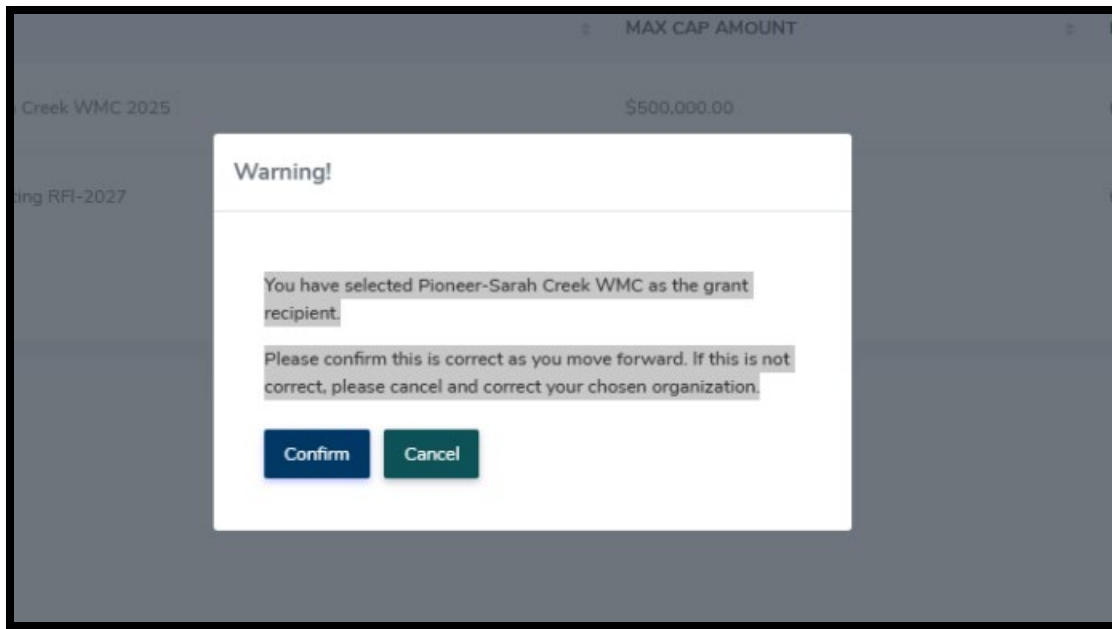 MAX CAP AMOUNT
Creek WMC 2025
$500,000.00
Warning!
ting RFI-2027
You have selected Pioneer-Sarah Creek WMC as the grant
recipient.
Please confirm this is correct as you move forward. If this is not
correct, please cancel and correct your chosen organization.
Confirm
Cancel